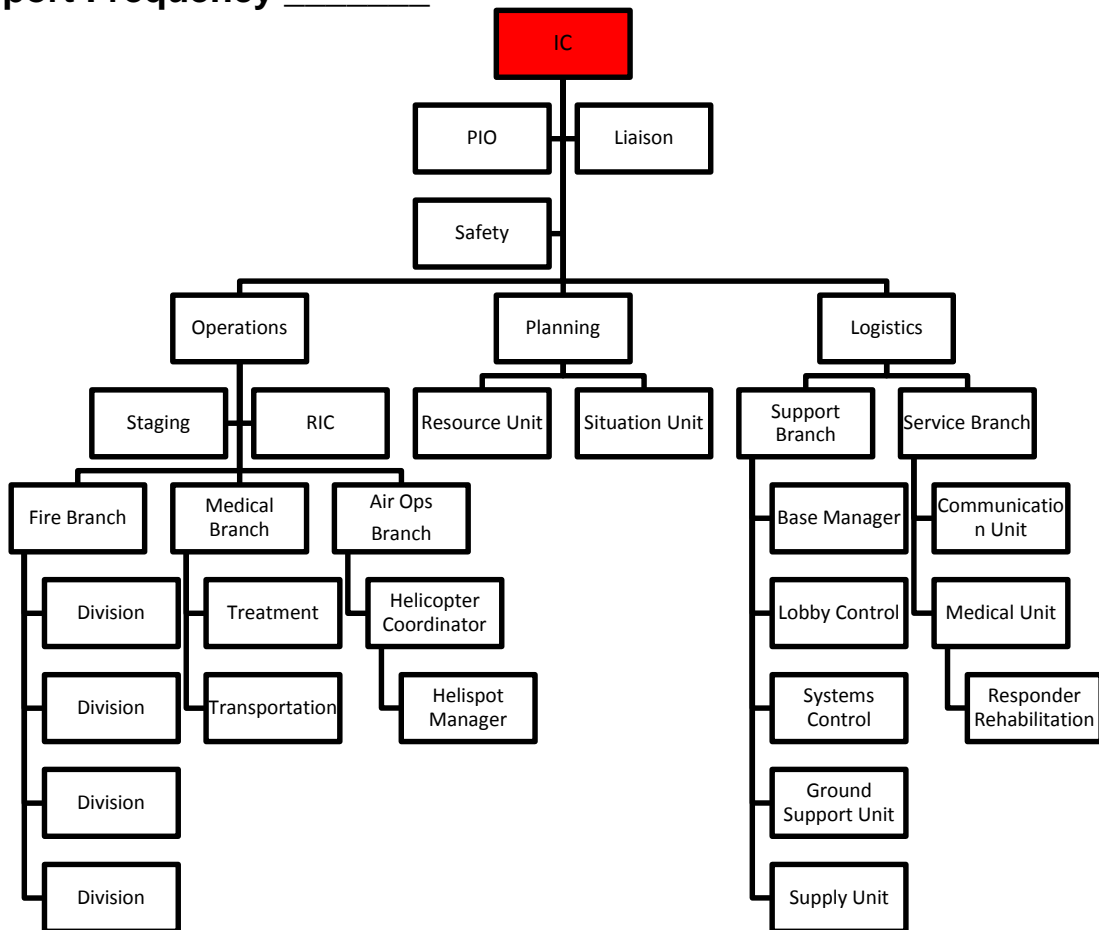 port Frequency _______
IC
PIO
Liaison
Safety
Operations
Planning
Logistics
Staging
RIC
Resource Unit
Situation Unit
Support
Branch
Service Branch
Fire Branch
Medical
Branch
Air Ops
Branch
Base Manager
Communicatio
n Unit
Division
Treatment
Helicopter
Coordinator
Lobby Control
Medical Unit
Division
Transportation
Helispot
Manager
Systems
Control
Responder
Rehabilitation
Division
Ground
Support Unit
Division
Supply Unit